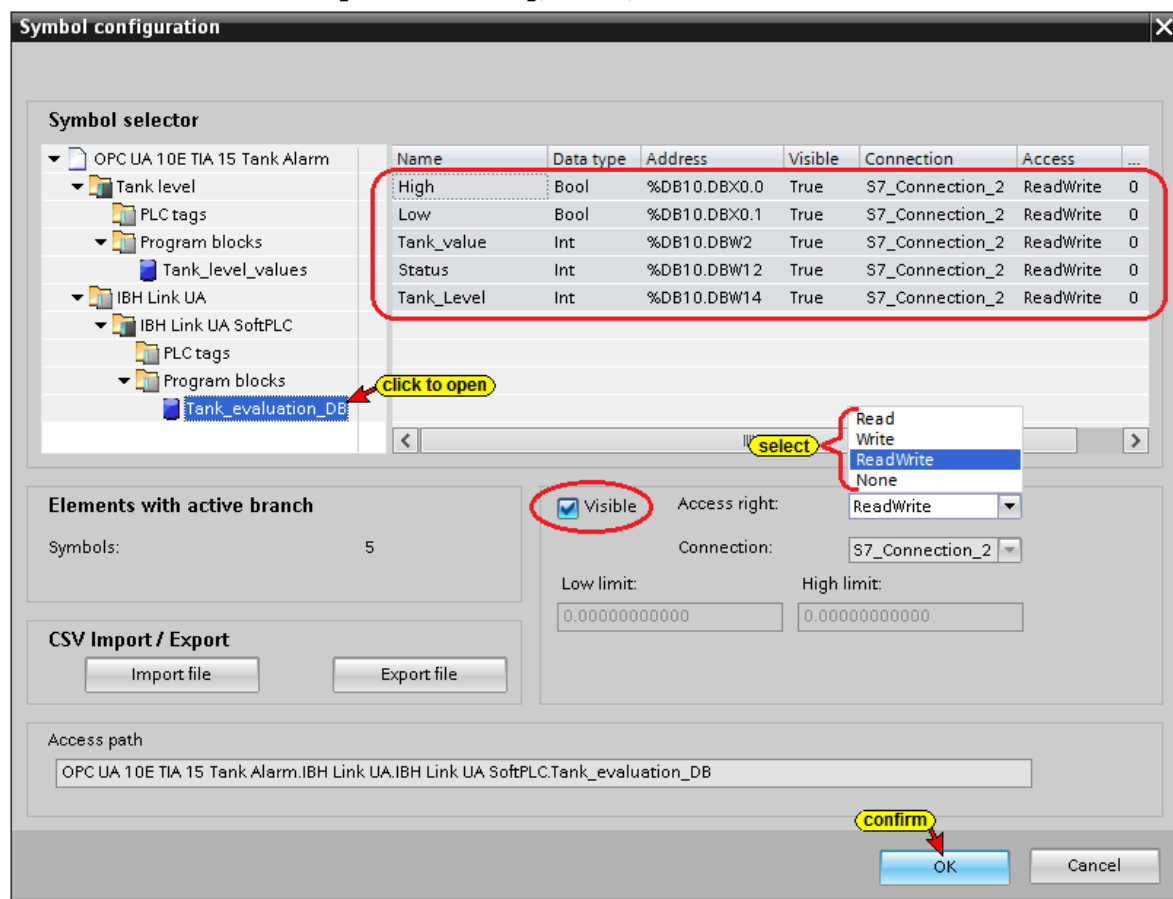 Symbol configuration
Symbol selector
OPC UA 10E TIA 15 Tank Alarm
Tank level
PLC tags
Program blocks
Tank_level_values
IBH Link UA
IBH Link UA SoftPLC
PLC tags
Program blocks
Tank_evaluation_DB
click to open
Name Data type Address Visible Connection Access ...
High Bool %DB10.DBX0.0 True S7_Connection_2 ReadWrite 0
Low Bool %DB10.DBX0.1 True S7_Connection_2 ReadWrite 0
Tank_value Int %DB10.DBW2 True S7_Connection_2 ReadWrite 0
Status Int %DB10.DBW12 True S7_Connection_2 ReadWrite 0
Tank_Level Int %DB10.DBW14 True S7_Connection_2 ReadWrite 0
select
Read
Write
ReadWrite
None
Elements with active branch
Symbols: 5
Visible Access right: ReadWrite
Connection: S7_Connection_2
Low limit: High limit:
0.00000000000 0.00000000000
CSV Import / Export
Import file Export file
Access path
OPC UA 10E TIA 15 Tank Alarm.IBH Link UA.IBH Link UA SoftPLC.Tank_evaluation_DB
confirm
OK Cancel